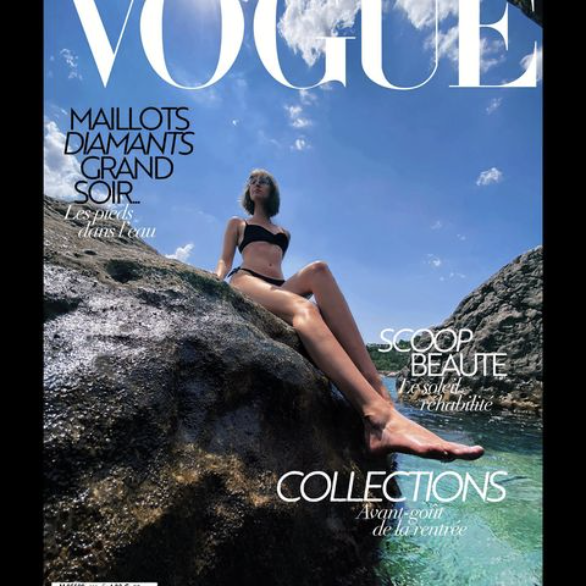 VOGUE
MAILLOTS
DIAMANTS
GRAND
SOIR...
Les pieds
dans l'eau
SCOOP
BEAUTE
Le soleil
réhabilité
COLLECTIONS
Avant-goût
de la rentrée